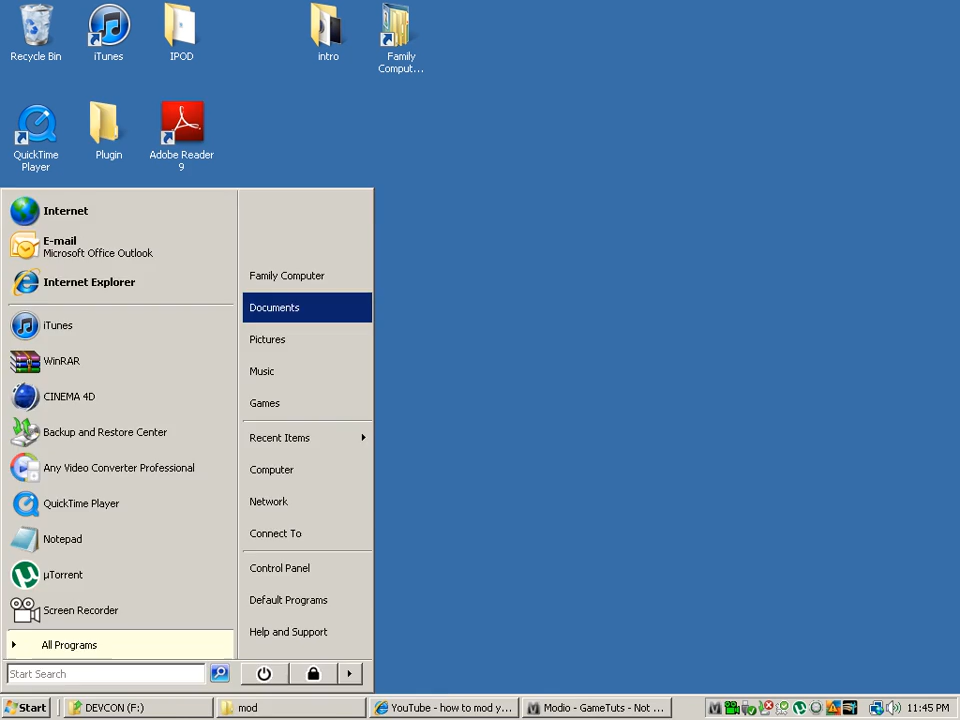 Recycle Bin
iTunes
IPOD
intro
Family
Comput...
QuickTime
Player
Plugin
Adobe Reader
9
Internet
E-mail
Microsoft Office Outlook
Internet Explorer
iTunes
WinRAR
CINEMA 4D
Backup and Restore Center
Any Video Converter Professional
QuickTime Player
Notepad
µTorrent
Screen Recorder
All Programs
Start Search
Family Computer
Documents
Pictures
Music
Games
Recent Items
Computer
Network
Connect To
Control Panel
Default Programs
Help and Support
Start
DEVCON (F:)
mod
YouTube - how to mod y...
Modio - GameTuts - Not ...
11:45 PM